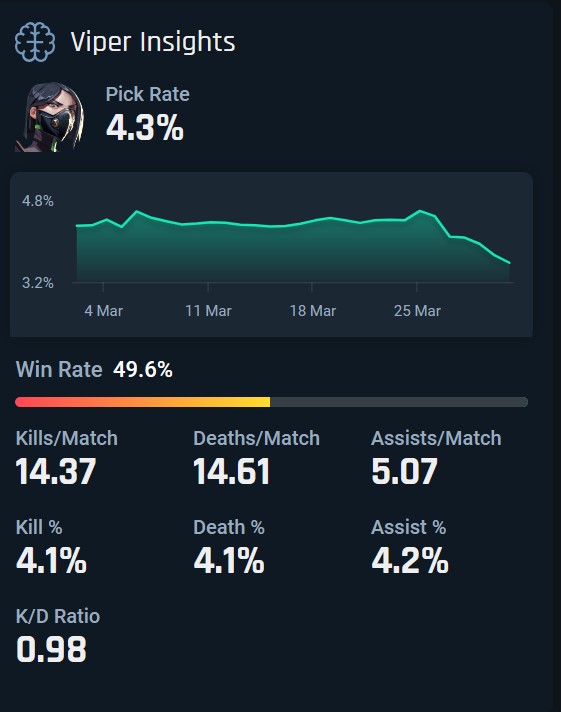 Viper Insights
Pick Rate
4.3%
4.8%
3.2%
4 Mar 11 Mar 18 Mar 25 Mar
Win Rate 49.6%
Kills/Match Deaths/Match Assists/Match
14.37 14.61 5.07
Kill % Death % Assist %
4.1% 4.1% 4.2%
K/D Ratio
0.98